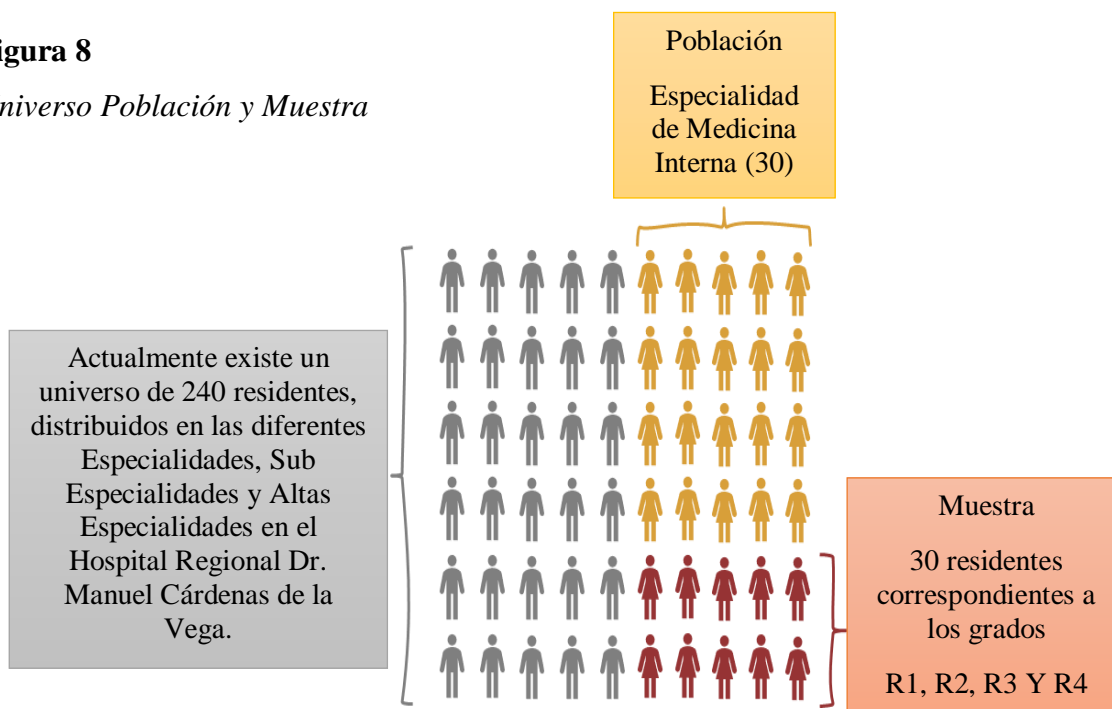 igura 8
niverso Población y Muestra
Población
Especialidad
de Medicina
Interna (30)
Actualmente existe un
universo de 240 residentes,
distribuidos en las diferentes
Especialidades, Sub
Especialidades y Altas
Especialidades en el
Hospital Regional Dr.
Manuel Cárdenas de la
Vega.
Muestra
30 residentes
correspondientes a
los grados
R1, R2, R3 Y R4